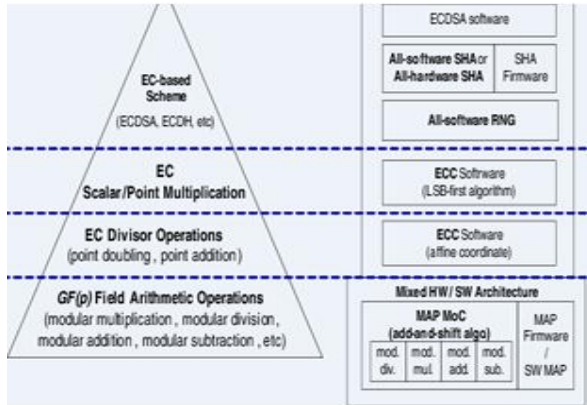 EC-based
Scheme
(ECDSA, ECDH, etc)
EC
Scalar/Point Multiplication
EC Divisor Operations
(point doubling , point addition)
GF(p) Field Arithmetic Operations
(modular multiplication , modular division ,
modular addition , modular subtraction , etc)
ECDSA software
All-software SHA or
All-hardware SHA
SHA
Firmware
All-software RNG
ECC Softrware
(LSB-first algorithm)
ECC Software
(affine coordinate)
Mixed HW / SW Architecture
MAP MoC
(add-and-shift algo)
mod.
div.
mod.
mul.
mod.
add.
mod.
sub.
MAP
Firmware
/
SW MAP